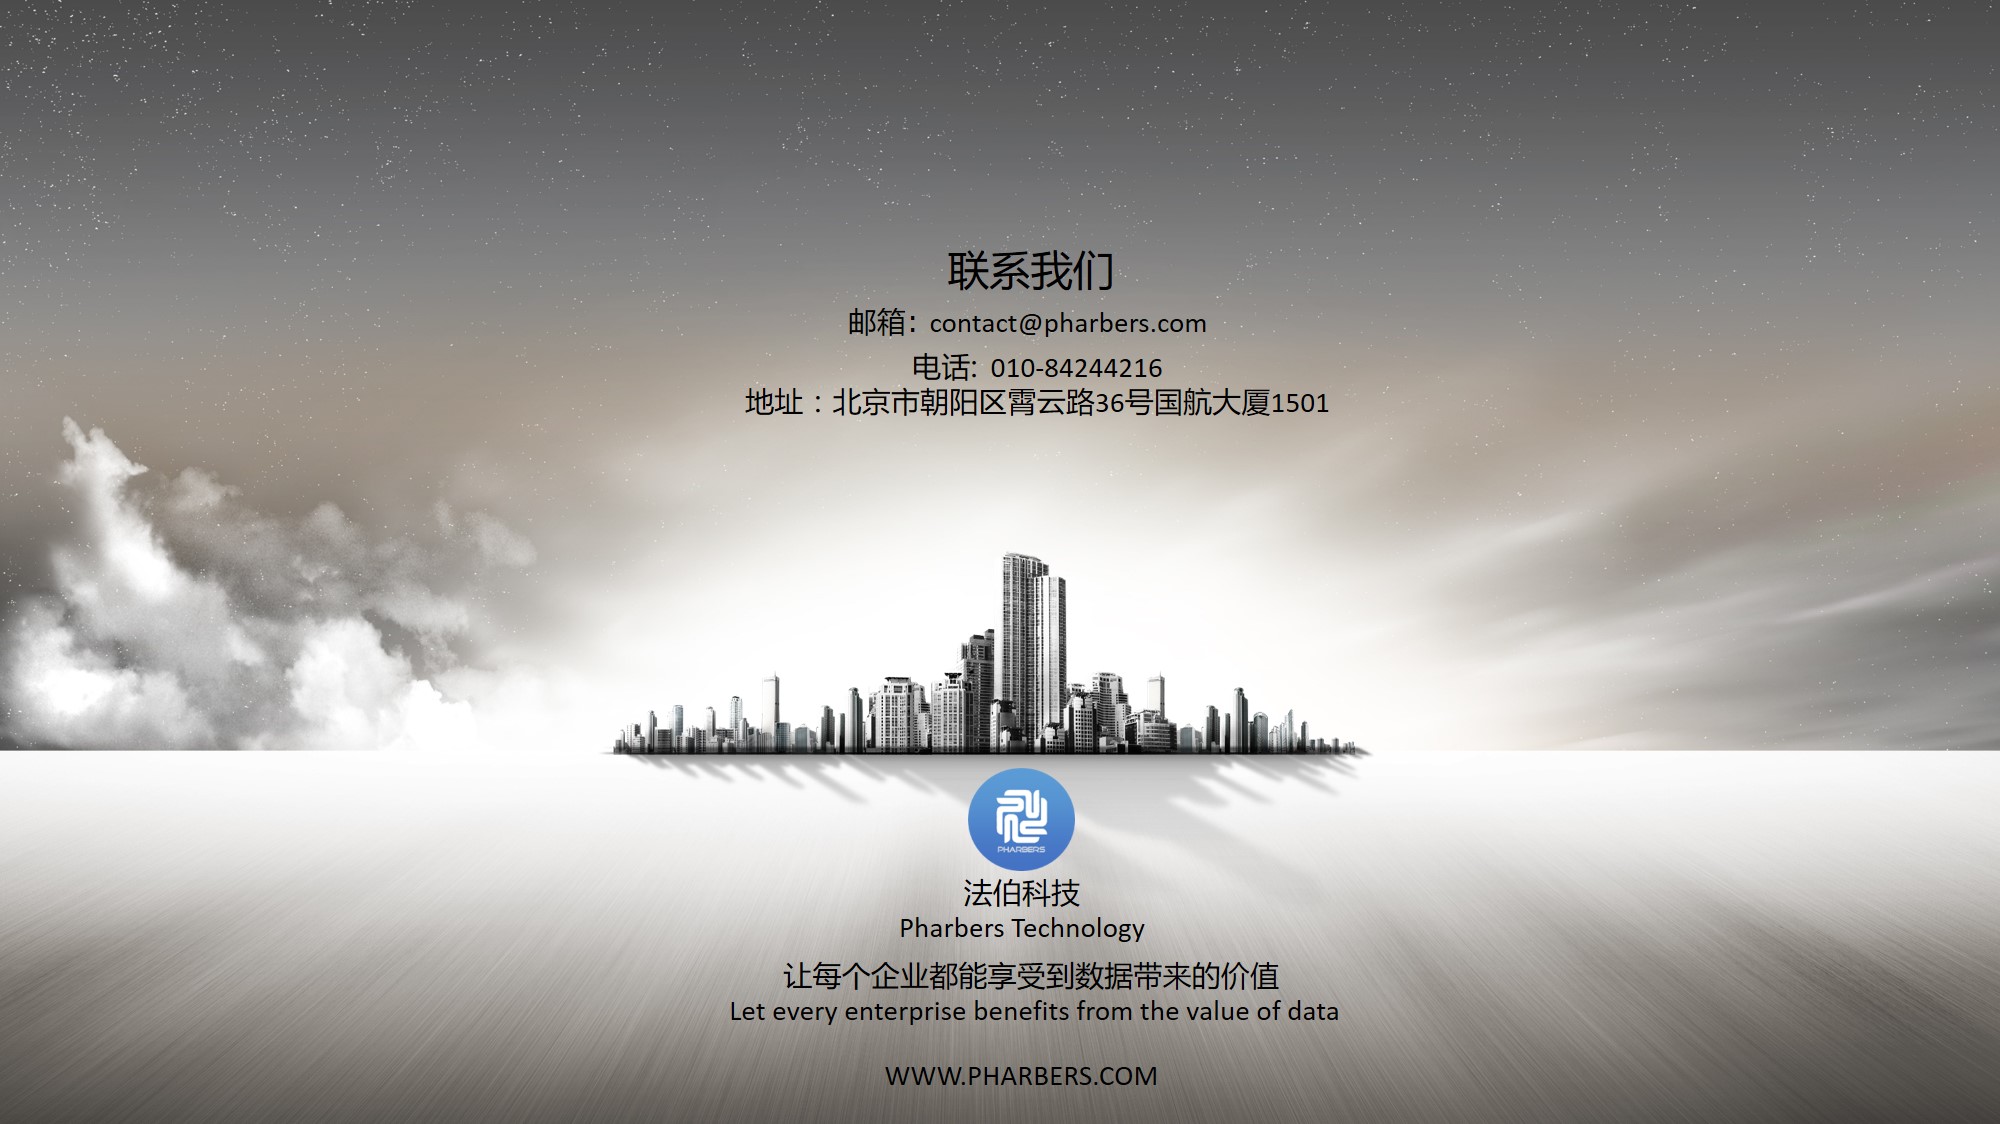 联系我们
邮箱：contact@pharbers.com
电话：010-84244216
地址：北京市朝阳区霄云路36号国航大厦1501
PHARBERS
法伯科技
Pharbers Technology
让每个企业都能享受到数据带来的价值
Let every enterprise benefits from the value of data
WWW.PHARBERS.COM